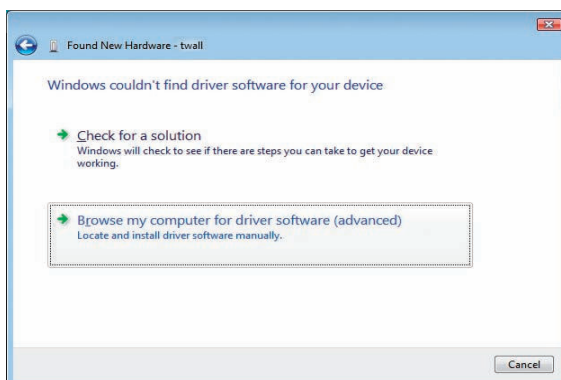 Found New Hardware - twall
Windows couldn't find driver software for your device
Check for a solution
Windows will check to see if there are steps you can take to get your device
working.
Browse my computer for driver software (advanced)
Locate and install driver software manually.
Cancel